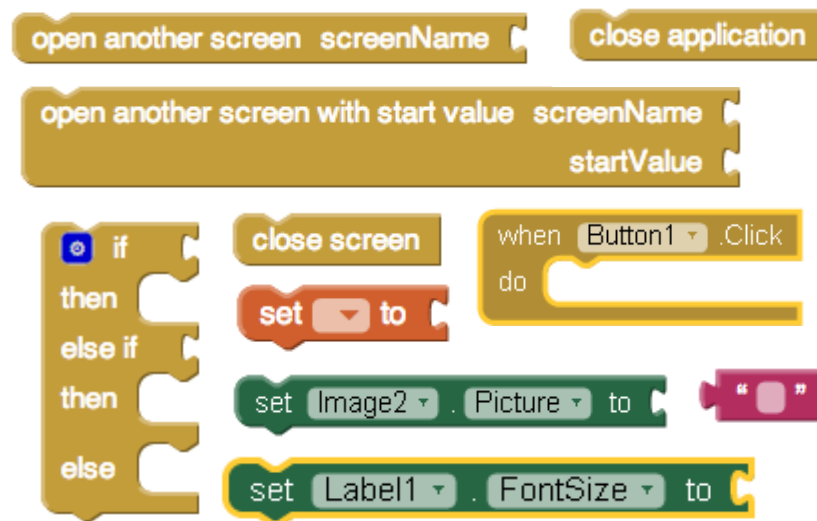 open another screen screenName
close application
open another screen with start value screenName
startValue
if
then
else if
then
else
close screen
set to
when Button1 .Click
do
set Image2 . Picture to
“ ”
set Label1 . FontSize to